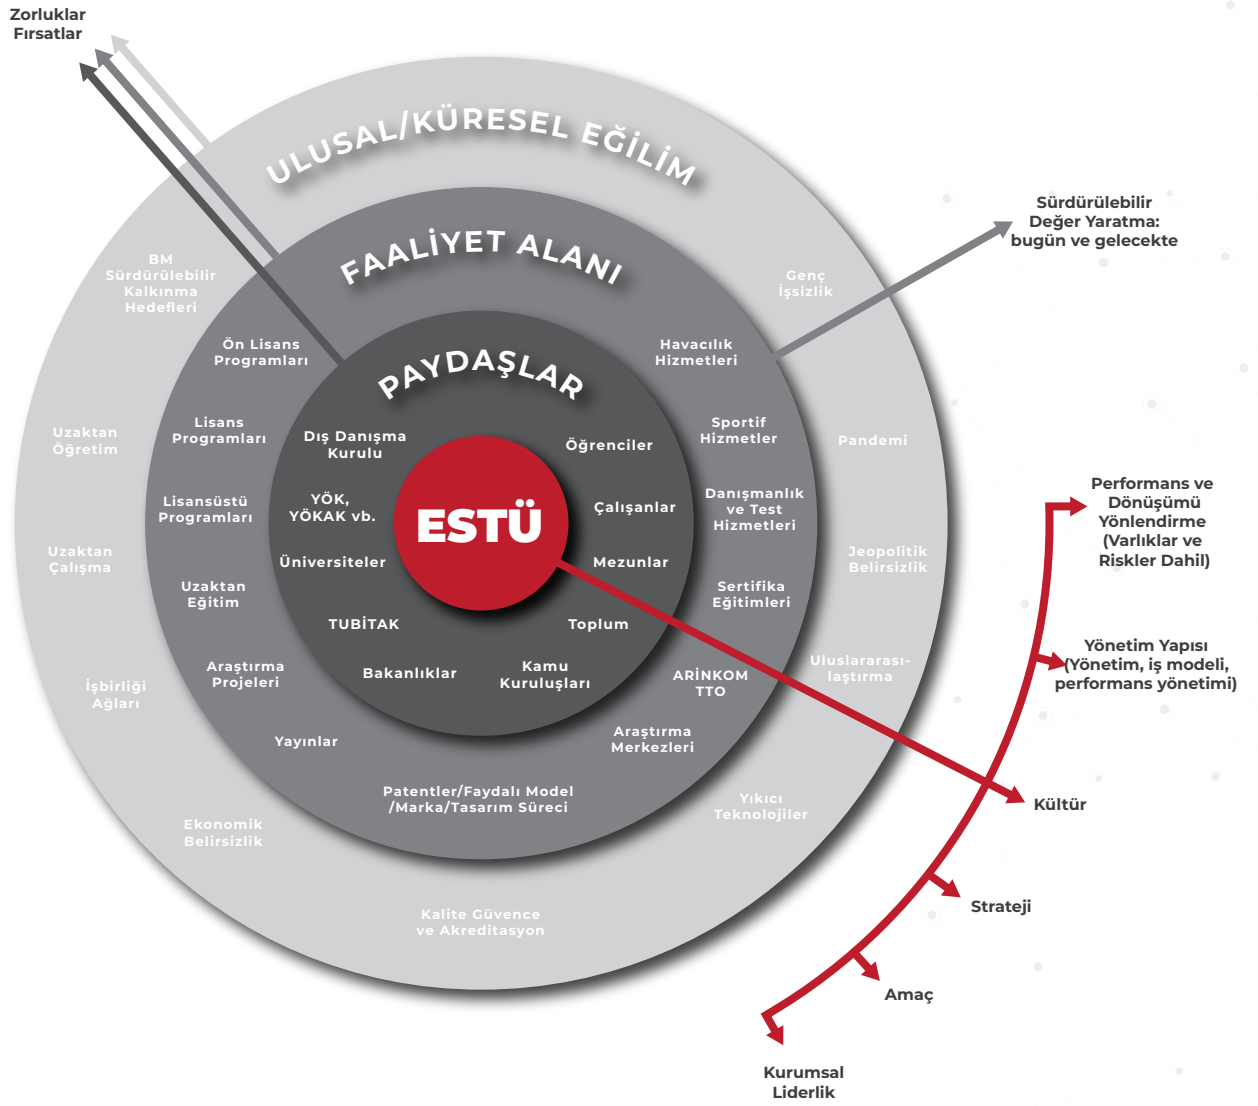 Zorluklar
Fırsatlar
ULUSAL/KÜRESEL EĞİLİM
FAALİYET ALANI
PAYDAŞLAR
ESTÜ
BM
Sürdürülebilir
Kalkınma
Hedefleri
Uzaktan
Öğretim
Uzaktan
Çalışma
İşbirliği
Ağları
Ekonomik
Belirsizlik
Kalite Güvence
ve Akreditasyon
Yıkıcı
Teknolojiler
Uluslararası-
laştırma
Jeopolitik
Belirsizlik
Pandemi
Genç
İşsizlik
Ön Lisans
Programları
Lisans
Programları
Lisansüstü
Programları
Uzaktan
Eğitim
Araştırma
Projeleri
Yayınlar
Patentler/Faydalı Model
/Marka/Tasarım Süreci
Araştırma
Merkezleri
ARİNKOM
TTO
Sertifika
Eğitimleri
Danışmanlık
ve Test
Hizmetleri
Sportif
Hizmetler
Havacılık
Hizmetleri
Dış Danışma
Kurulu
YÖK,
YÖKAK vb.
Üniversiteler
TUBİTAK
Bakanlıklar
Kamu
Kuruluşları
Toplum
Mezunlar
Çalışanlar
Öğrenciler
Sürdürülebilir
Değer Yaratma:
bugün ve gelecekte
Performans ve
Dönüşümü
Yönlendirme
(Varlıklar ve
Riskler Dahil)
Yönetim Yapısı
(Yönetim, iş modeli,
performans yönetimi)
Kültür
Strateji
Amaç
Kurumsal
Liderlik